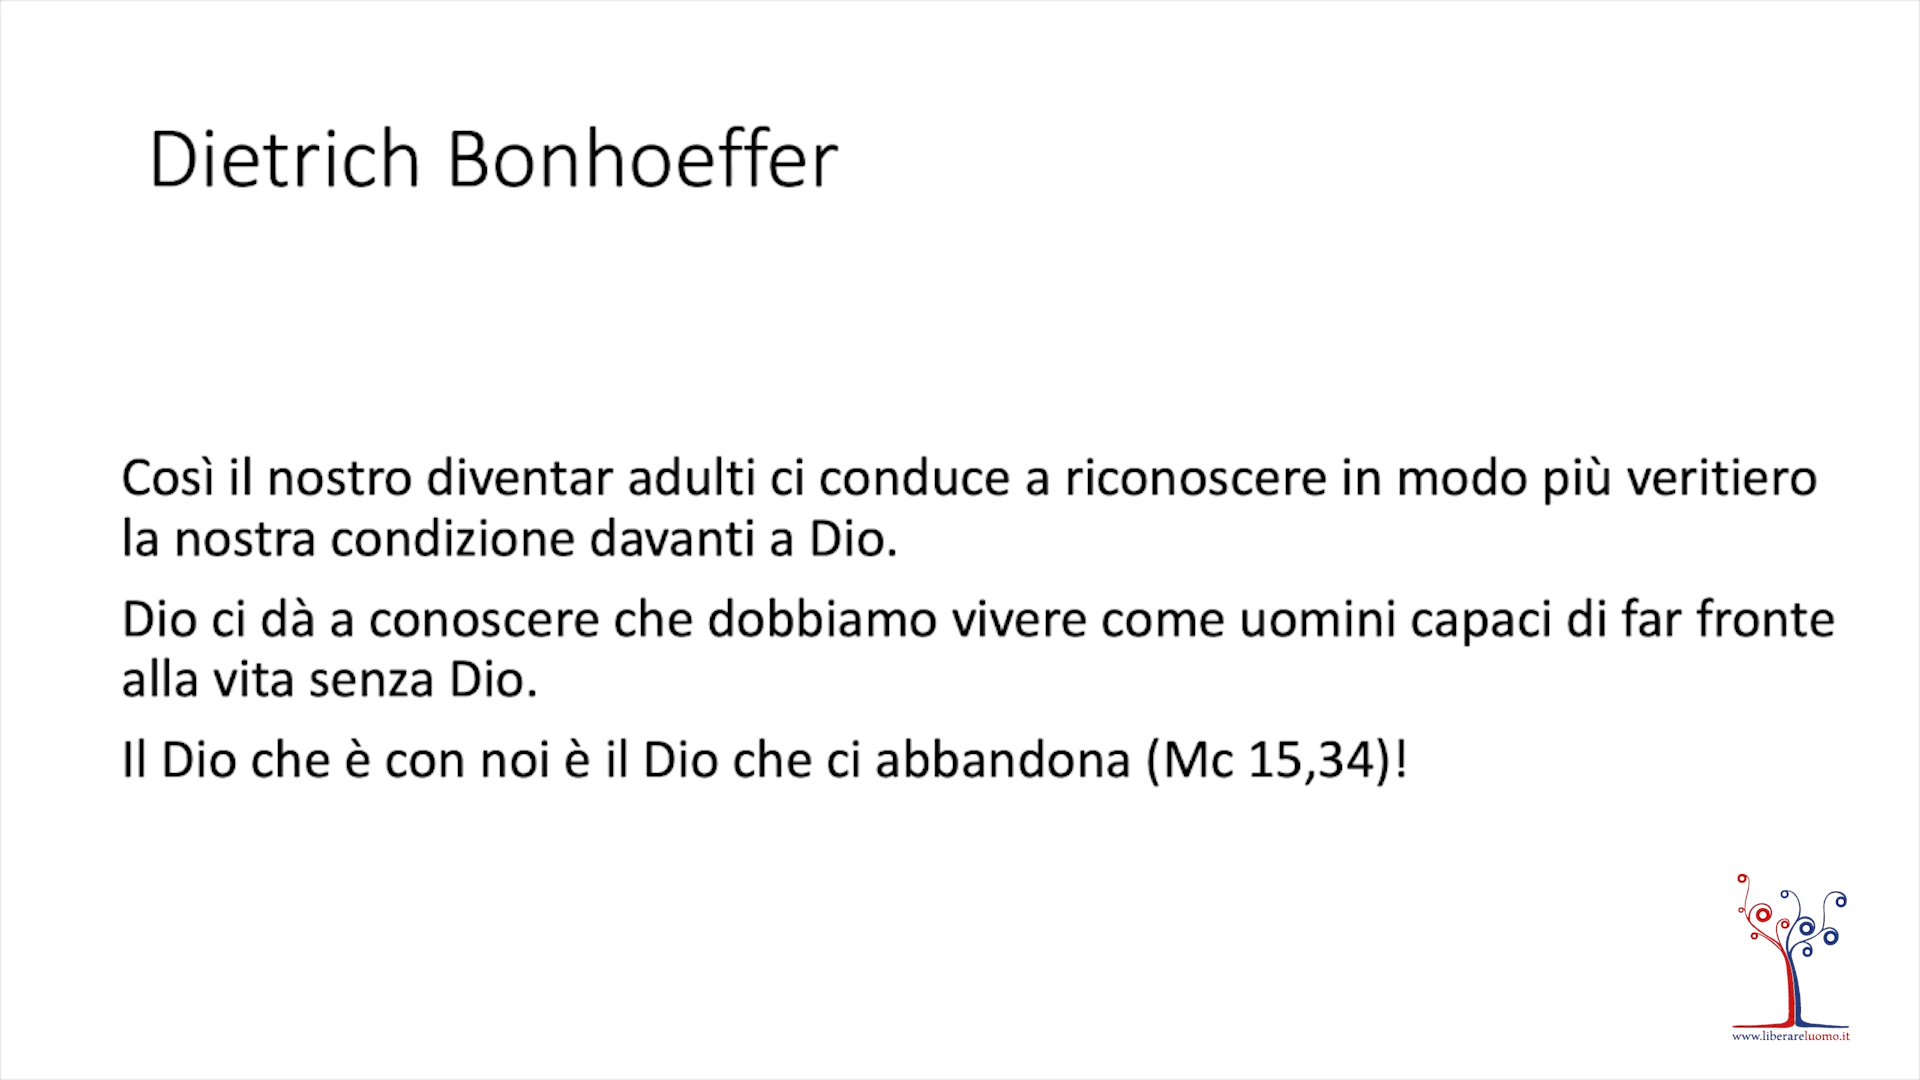 Dietrich Bonhoeffer
Così il nostro diventar adulti ci conduce a riconoscere in modo più veritiero
la nostra condizione davanti a Dio.
Dio ci dà a conoscere che dobbiamo vivere come uomini capaci di far fronte
alla vita senza Dio.
Il Dio che è con noi è il Dio che ci abbandona (Mc 15,34)!
www.liberareluomo.it